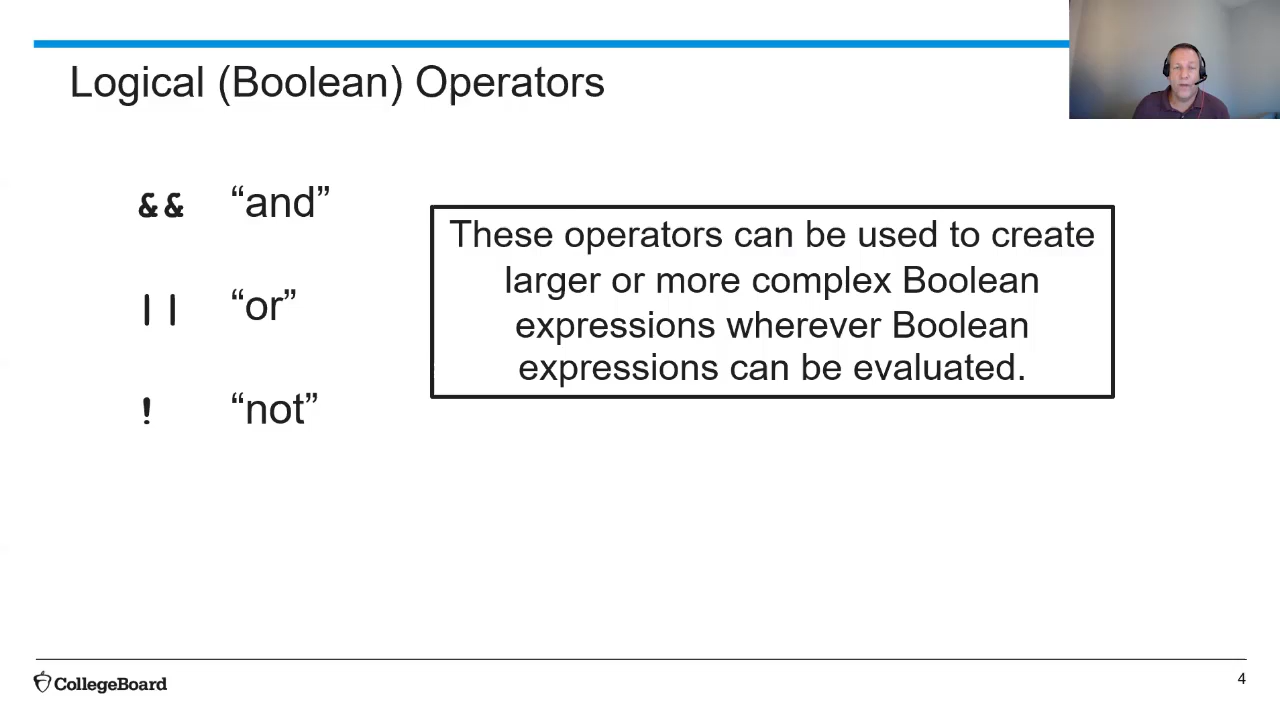 Logical (Boolean) Operators
&& “and”
|| “or”
! “not”
These operators can be used to create
larger or more complex Boolean
expressions wherever Boolean
expressions can be evaluated.
CollegeBoard
4